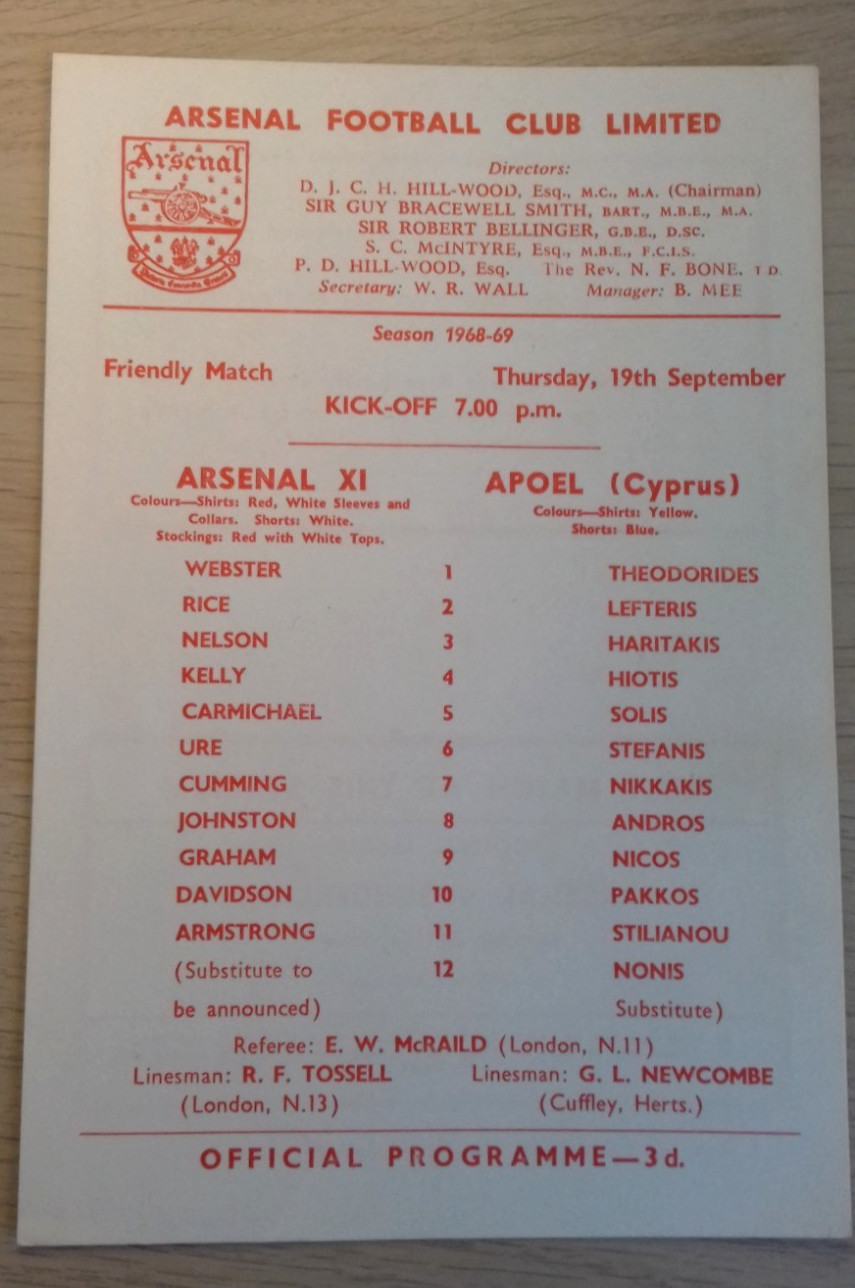 ARSENAL FOOTBALL CLUB LIMITED
Arsenal
Directors:
D. J. C. H. HILL-WOOD, Esq., M.C., M.A. (Chairman)
SIR GUY BRACEWELL SMITH, BART., M.B.E., M.A.
SIR ROBERT BELLINGER, G.B.E., D.SC.
S. C. McINTYRE, Esq., M.B.E., F.C.I.S.
P. D. HILL-WOOD, Esq. The Rev. N. F. BONE, T.D.
Secretary: W. R. WALL Manager: B. MEE
Season 1968-69
Friendly Match Thursday, 19th September
KICK-OFF 7.00 p.m.
ARSENAL XI APOEL (Cyprus)
Colours—Shirts: Red, White Sleeves and Colours—Shirts: Yellow.
Collars. Shorts: White. Shorts: Blue.
Stockings: Red with White Tops.
WEBSTER 1 THEODORIDES
RICE 2 LEFTERIS
NELSON 3 HARITAKIS
KELLY 4 HIOTIS
CARMICHAEL 5 SOLIS
URE 6 STEFANIS
CUMMING 7 NIKKAKIS
JOHNSTON 8 ANDROS
GRAHAM 9 NICOS
DAVIDSON 10 PAKKOS
ARMSTRONG 11 STILIANOU
(Substitute to 12 NONIS
be announced) Substitute)
Referee: E. W. McRAILD (London, N.11)
Linesman: R. F. TOSSELL Linesman: G. L. NEWCOMBE
(London, N.13) (Cuffley, Herts.)
OFFICIAL PROGRAMME—3d.